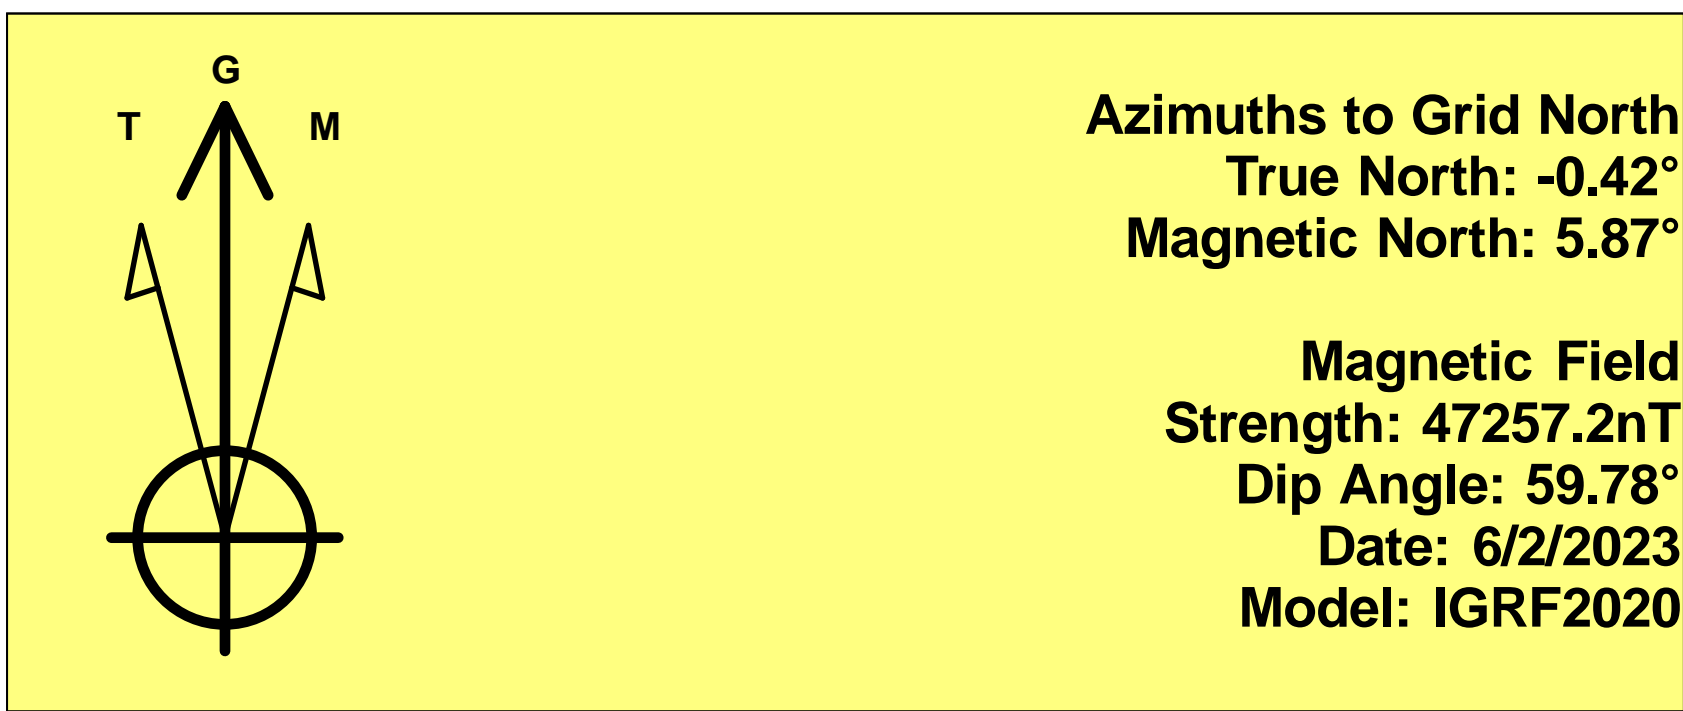 G
T M
Azimuths to Grid North
True North: -0.42°
Magnetic North: 5.87°
Magnetic Field
Strength: 47257.2nT
Dip Angle: 59.78°
Date: 6/2/2023
Model: IGRF2020